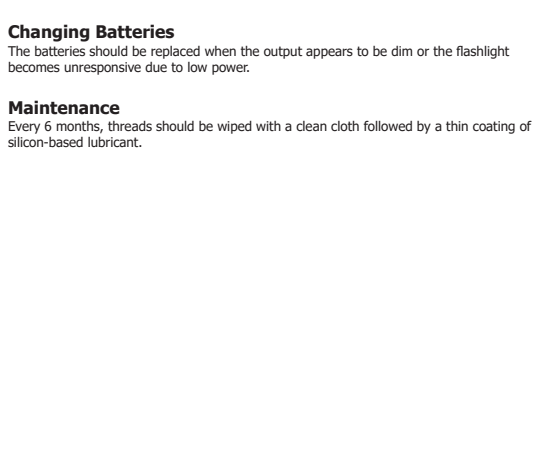 Changing Batteries
The batteries should be replaced when the output appears to be dim or the flashlight
becomes unresponsive due to low power.
Maintenance
Every 6 months, threads should be wiped with a clean cloth followed by a thin coating of
silicon-based lubricant.